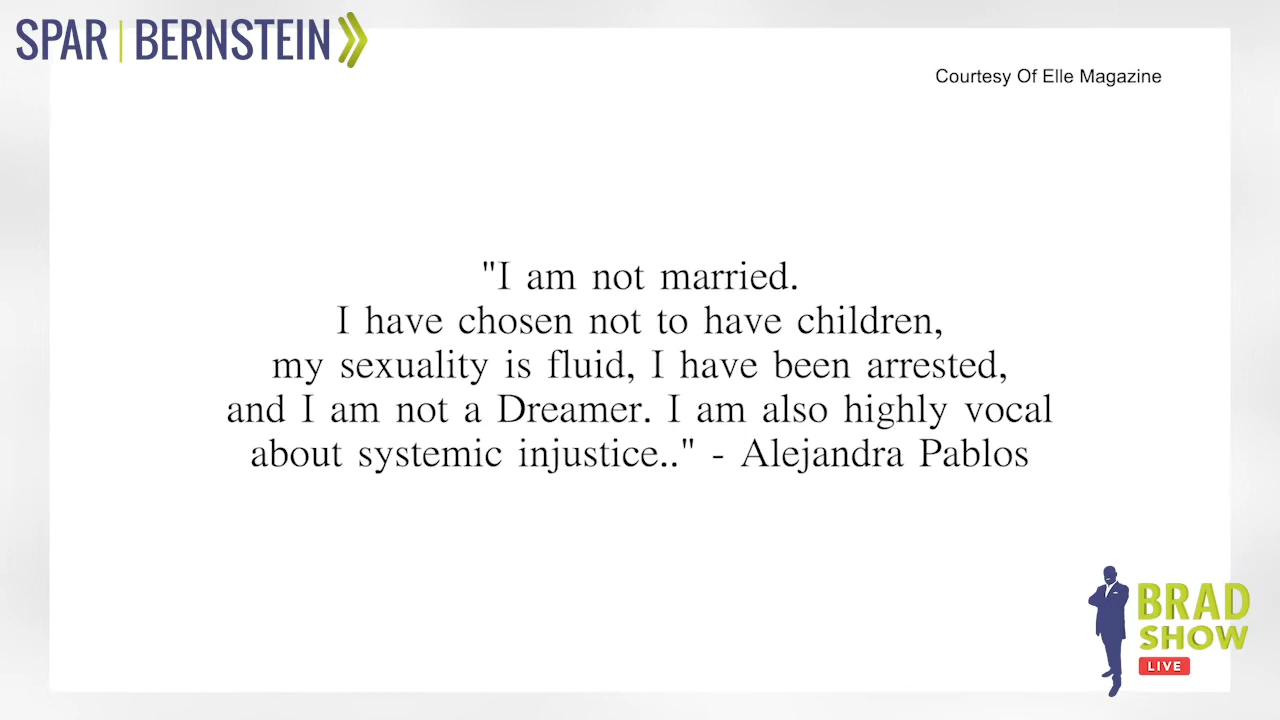 SPAR | BERNSTEIN
Courtesy Of Elle Magazine
"I am not married.
I have chosen not to have children,
my sexuality is fluid, I have been arrested,
and I am not a Dreamer. I am also highly vocal
about systemic injustice.." - Alejandra Pablos
BRAD
SHOW
LIVE